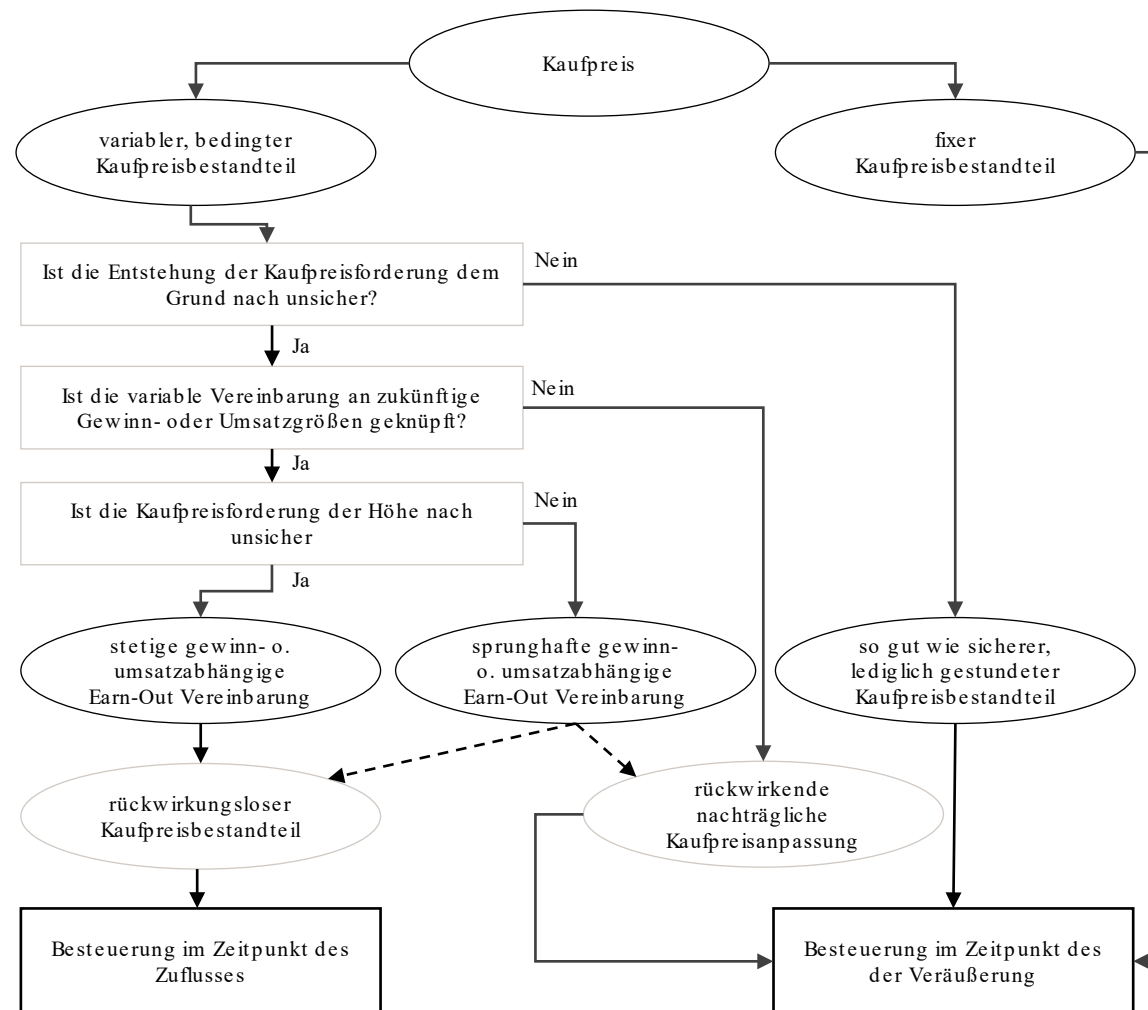 Kaufpreis
variabler, bedingter
Kaufpreisbestandteil
fixer
Kaufpreisbestandteil
Ist die Entstehung der Kaufpreisforderung dem
Grund nach unsicher?
Nein
Ja
Ist die variable Vereinbarung an zukünftige
Gewinn- oder Umsatzgrößen geknüpft?
Nein
Ja
Ist die Kaufpreisforderung der Höhe nach
unsicher
Nein
Ja
stetige gewinn- o.
umsatzabhängige
Earn-Out Vereinbarung
sprunghafte gewinn-
o. umsatzabhängige
Earn-Out Vereinbarung
so gut wie sicherer,
lediglich gestundeter
Kaufpreisbestandteil
rückwirkungsloser
Kaufpreisbestandteil
rückwirkende
nachträgliche
Kaufpreisanpassung
Besteuerung im Zeitpunkt des
Zuflusses
Besteuerung im Zeitpunkt des
der Veräußerung